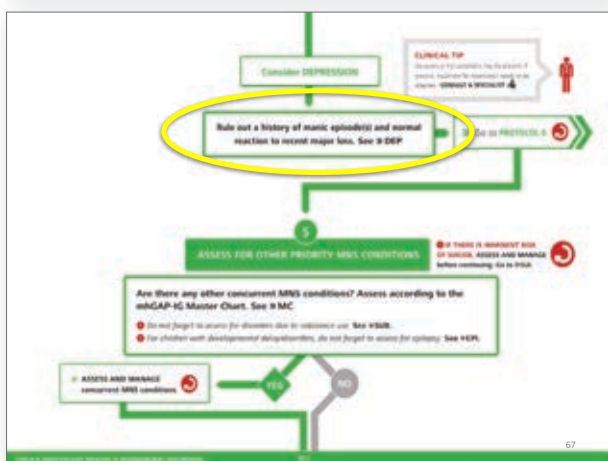 Consider DEPRESSION
CLINICAL TIP
CONSULT A SPECIALIST
Rule out a history of manic episode(s) and normal
reaction to recent major loss. See » DEP
Go to PROTOCOL 6
5
ASSESS FOR OTHER PRIORITY MNS CONDITIONS
IF THERE IS IMMINENT RISK
OF SUICIDE, ASSESS AND MANAGE
before continuing. Go to »SUI.
Are there any other concurrent MNS conditions? Assess according to the
mhGAP-IG Master Chart. See » MC
Do not forget to assess for disorders due to substance use. See »SUB.
For children with developmental delay/disorders, do not forget to assess for epilepsy. See »EPI.
» ASSESS AND MANAGE
concurrent MNS conditions
YES
NO
67